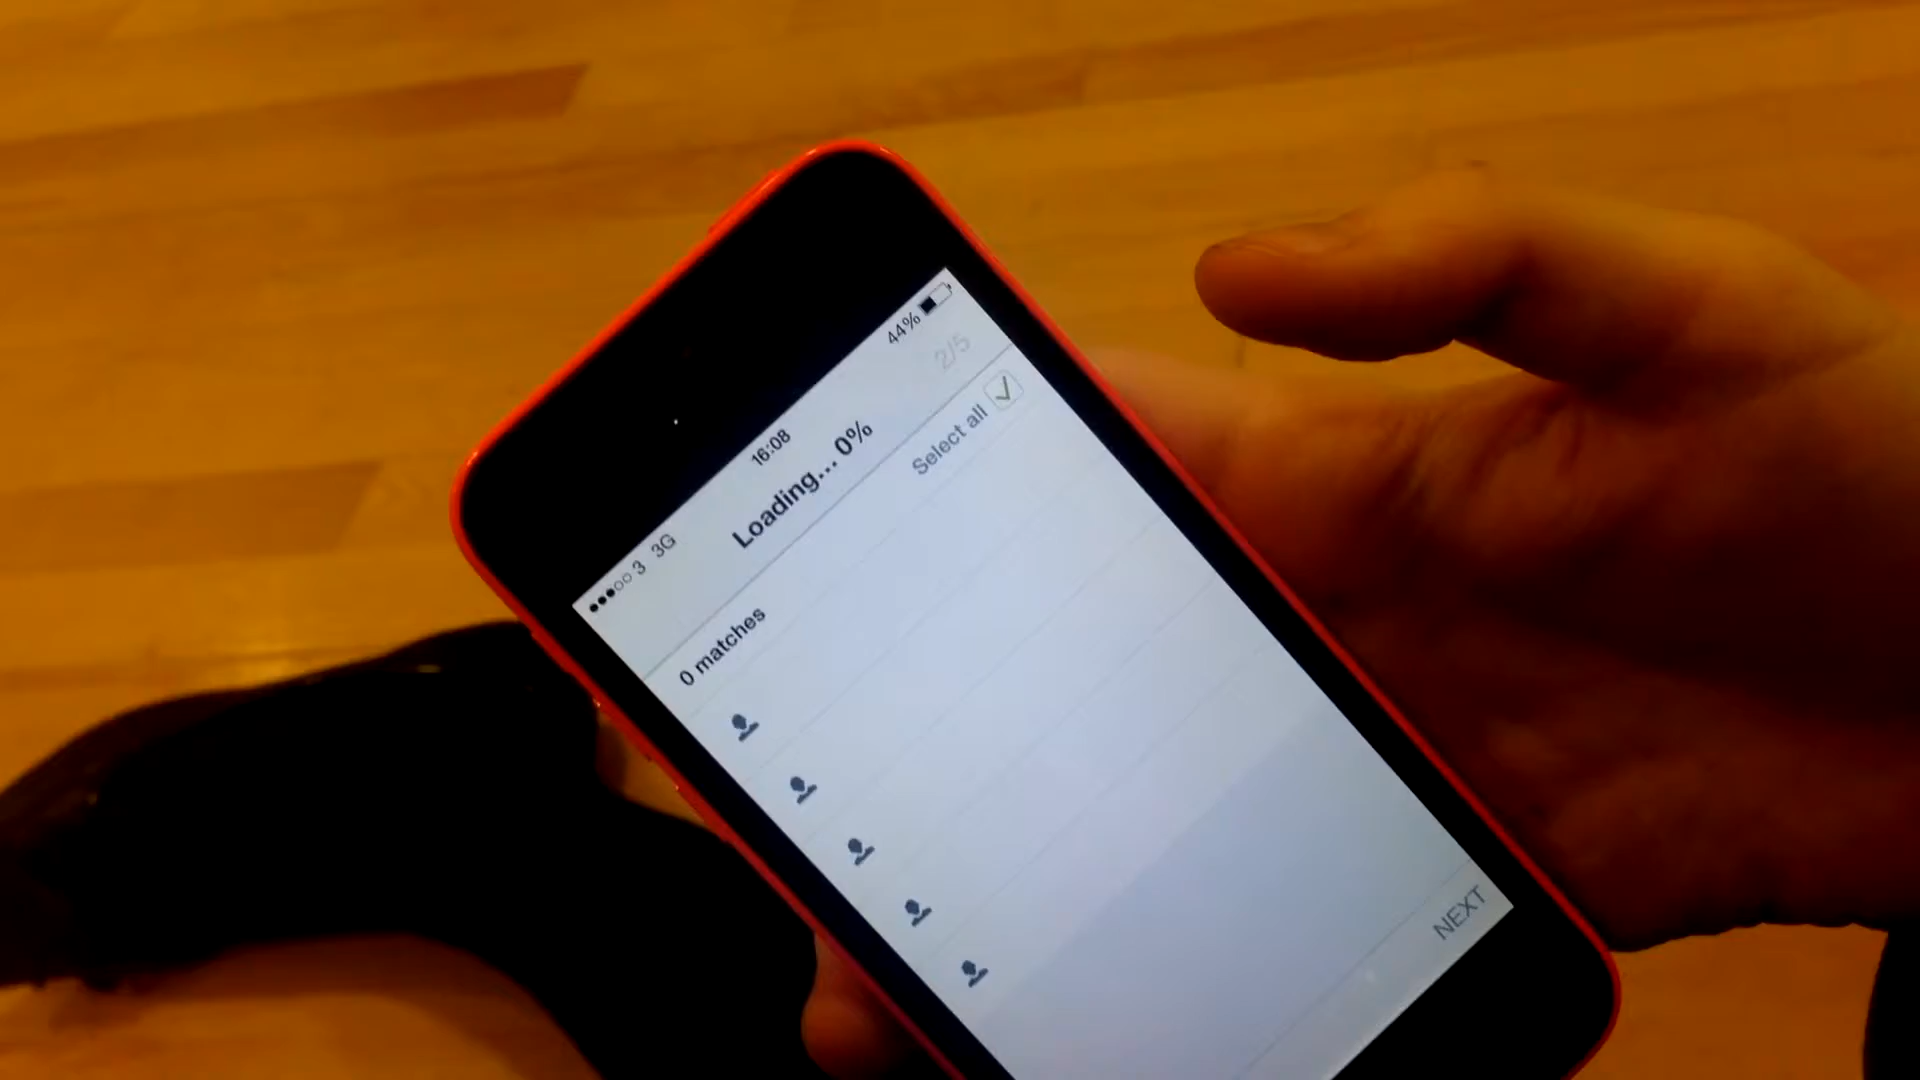 3 3G 16:08 44%
Loading... 0% 2/5
Select all
0 matches
NEXT